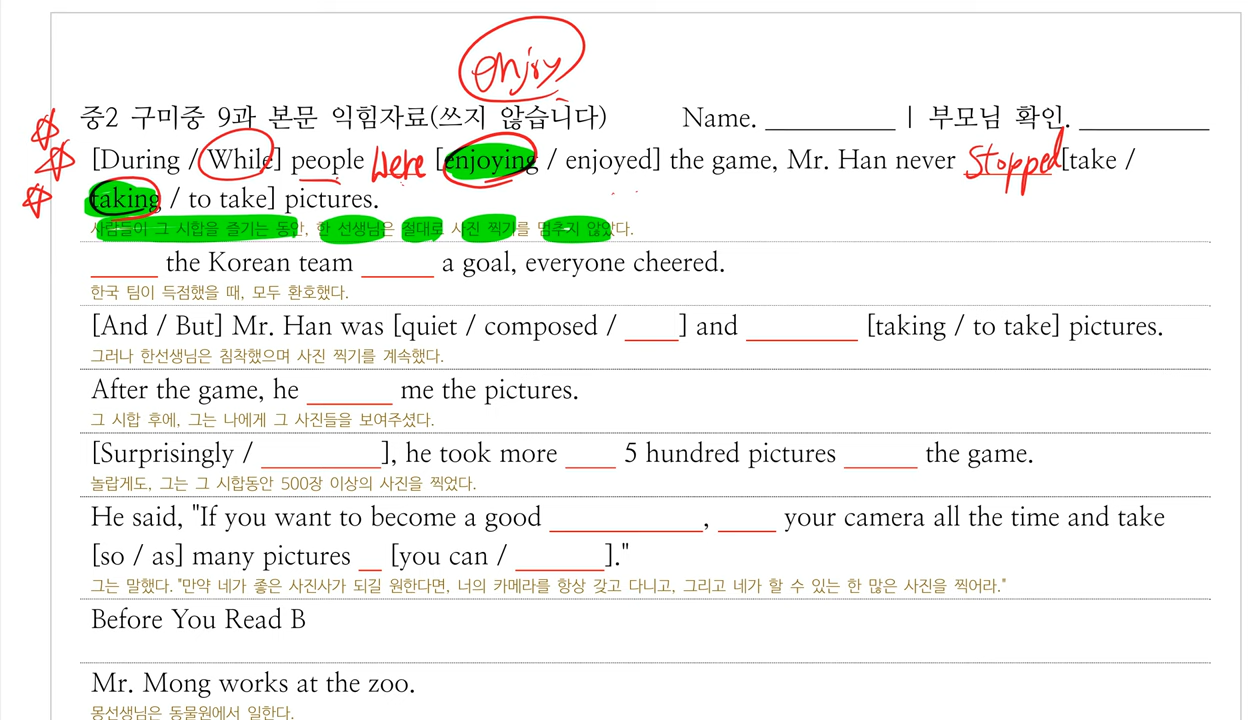 enjoy
중2 구미중 9과 본문 익힘자료(쓰지 않습니다) Name. __________ | 부모님 확인. __________
[During / While] people were [enjoying / enjoyed] the game, Mr. Han never stopped [take /
taking / to take] pictures.
사람들이 그 시합을 즐기는 동안, 한 선생님은 절대로 사진 찍기를 멈추지 않았다.
_____ the Korean team _____ a goal, everyone cheered.
한국 팀이 득점했을 때, 모두 환호했다.
[And / But] Mr. Han was [quiet / composed / ____] and ________ [taking / to take] pictures.
그러나 한선생님은 침착했으며 사진 찍기를 계속했다.
After the game, he ______ me the pictures.
그 시합 후에, 그는 나에게 그 사진들을 보여주셨다.
[Surprisingly / _________], he took more ____ 5 hundred pictures _____ the game.
놀랍게도, 그는 그 시합동안 500장 이상의 사진을 찍었다.
He said, "If you want to become a good ___________, ____ your camera all the time and take
[so / as] many pictures __ [you can / ______]."
그는 말했다. "만약 네가 좋은 사진사가 되길 원한다면, 너의 카메라를 항상 갖고 다니고, 그리고 네가 할 수 있는 한 많은 사진을 찍어라."
Before You Read B
Mr. Mong works at the zoo.
몽선생님은 동물원에서 일한다.